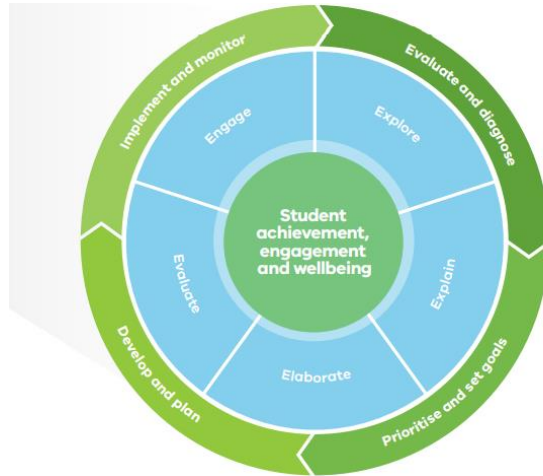 Implement and monitor
Evaluate and diagnose
Engage
Explore
Student
achievement,
engagement
and wellbeing
Evaluate
Explain
Elaborate
Develop and plan
Prioritise and set goals